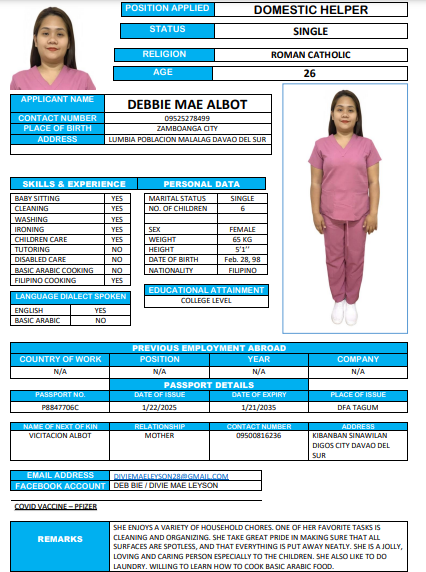 POSITION APPLIED DOMESTIC HELPER
STATUS SINGLE
RELIGION ROMAN CATHOLIC
AGE 26
APPLICANT NAME DEBBIE MAE ALBOT
CONTACT NUMBER 09525278499
PLACE OF BIRTH ZAMBOANGA CITY
ADDRESS LUMBIA POBLACION MALALAG DAVAO DEL SUR
SKILLS & EXPERIENCE PERSONAL DATA
BABY SITTING YES MARITAL STATUS SINGLE
CLEANING YES NO. OF CHILDREN 6
WASHING YES
IRONING YES SEX FEMALE
CHILDREN CARE YES WEIGHT 65 KG
TUTORING NO HEIGHT 5'1''
DISABLED CARE NO DATE OF BIRTH Feb. 28, 98
BASIC ARABIC COOKING NO NATIONALITY FILIPINO
FILIPINO COOKING YES
EDUCATIONAL ATTAINMENT
LANGUAGE DIALECT SPOKEN COLLEGE LEVEL
ENGLISH YES
BASIC ARABIC NO
PREVIOUS EMPLOYMENT ABROAD
COUNTRY OF WORK POSITION YEAR COMPANY
N/A N/A N/A N/A
PASSPORT DETAILS
PASSPORT NO. DATE OF ISSUE DATE OF EXPIRY PLACE OF ISSUE
P8847706C 1/22/2025 1/21/2035 DFA TAGUM
NAME OF NEXT OF KIN RELATIONSHIP CONTACT NUMBER ADDRESS
VICITACION ALBOT MOTHER 09500816236 KIBANBAN SINAWILAN
DIGOS CITY DAVAO DEL
SUR
EMAIL ADDRESS DIVIEMAELEYSON28@GMAIL.COM
FACEBOOK ACCOUNT DEB BIE / DIVIE MAE LEYSON
COVID VACCINE – PFIZER
REMARKS
SHE ENJOYS A VARIETY OF HOUSEHOLD CHORES. ONE OF HER FAVORITE TASKS IS
CLEANING AND ORGANIZING. SHE TAKE GREAT PRIDE IN MAKING SURE THAT ALL
SURFACES ARE SPOTLESS, AND THAT EVERYTHING IS PUT AWAY NEATLY. SHE IS A JOLLY,
LOVING AND CARING PERSON ESPECIALLY TO THE CHILDREN. SHE ALSO LIKE TO DO
LAUNDRY. WILLING TO LEARN HOW TO COOK BASIC ARABIC FOOD.